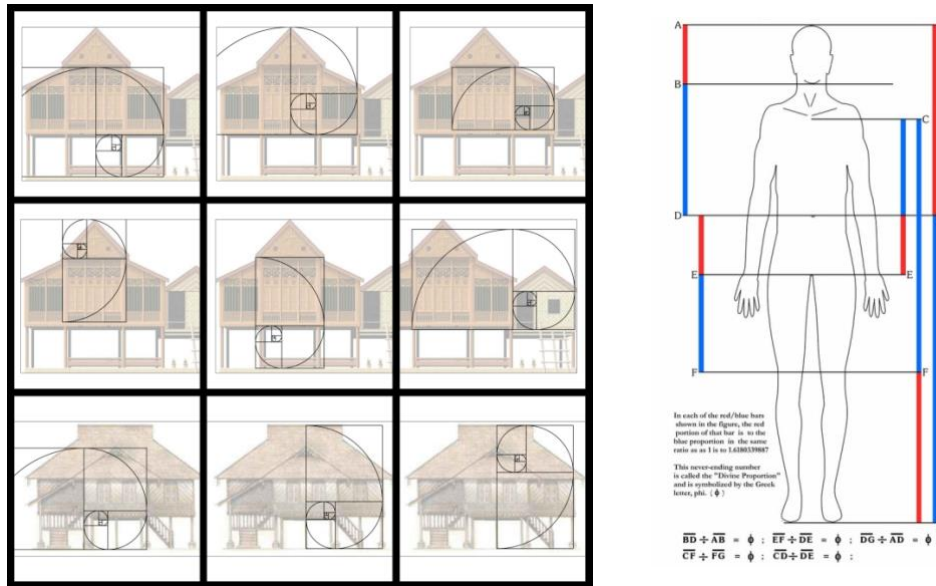 A
B
C
D
E
E
F
F
In each of the red/blue bars
shown in the figure, the red
portion of that bar is to the
blue proportion in the same
ratio as as 1 is to 1.6180339887
This never-ending number
is called the "Divine Proportion"
and is symbolized by the Greek
letter, phi. ( ϕ )
BD ÷ AB = ϕ ; EF ÷ DE = ϕ ; DG ÷ AD = ϕ
CF ÷ FG = ϕ ; CD ÷ DE = ϕ ;